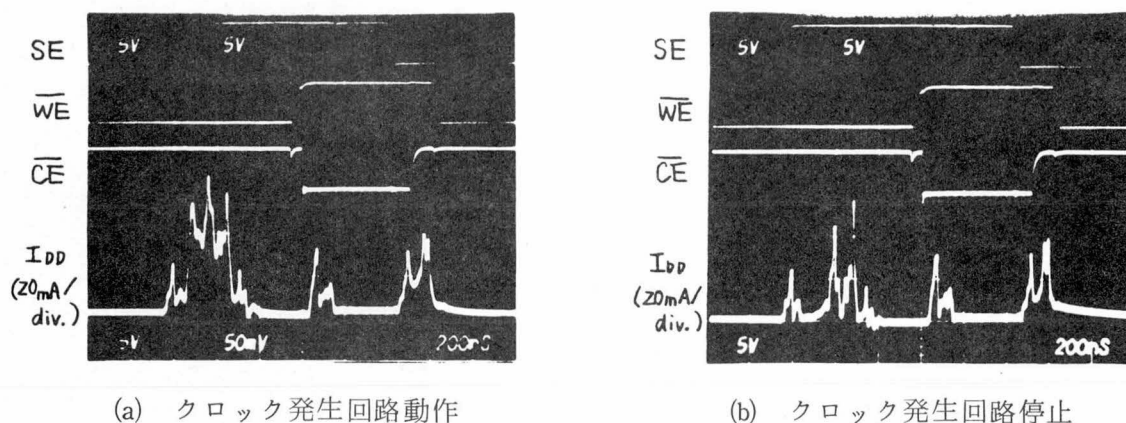 SE
WE
CE
IDD
(20mA/
div.)
5V 5V
5V 50mV 200nS
(a) クロック発生回路動作
SE
WE
CE
IDD
(20mA/
div.)
5V 5V
5V 200nS
(b) クロック発生回路停止